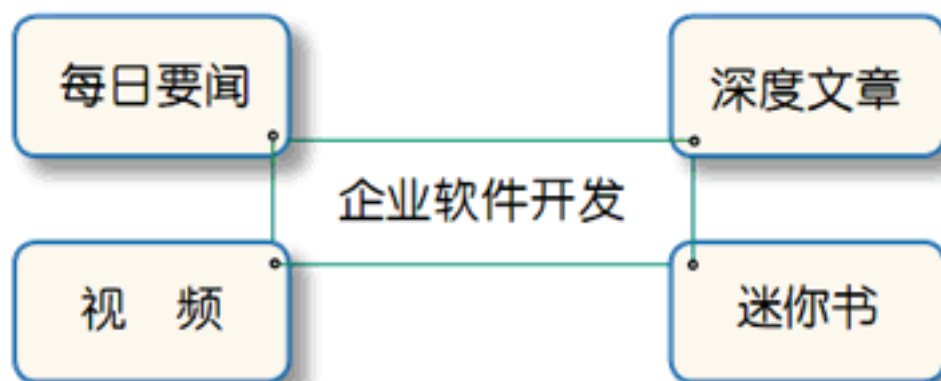 每日要闻
深度文章
企业软件开发
视 频
迷你书